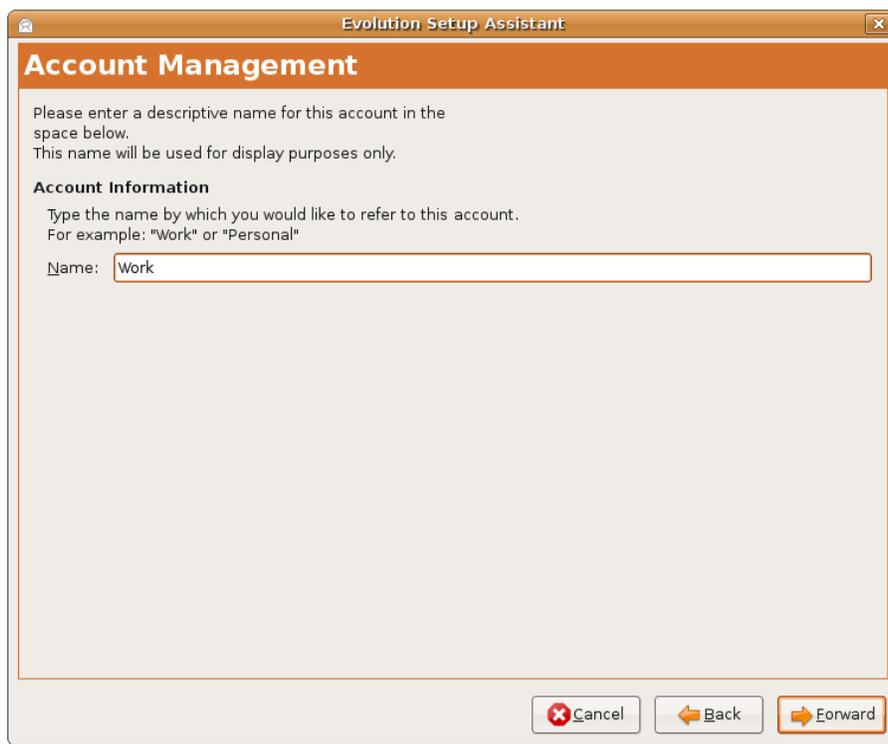 Evolution Setup Assistant
Account Management
Please enter a descriptive name for this account in the
space below.
This name will be used for display purposes only.
Account Information
Type the name by which you would like to refer to this account.
For example: "Work" or "Personal"
Name: Work
Cancel Back Forward